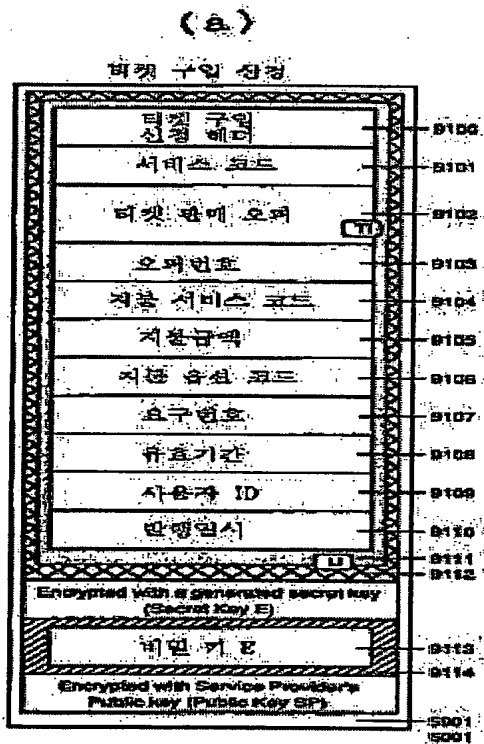 (a)
티켓 구입 신청
티켓 구입
신청 헤더
9100
서비스 코드
9101
티켓 판매 오퍼
9102
오퍼번호
9103
지불 서비스 코드
9104
지불금액
9105
지불 옵션 코드
9106
요구번호
9107
유효기간
9108
사용자 ID
9109
발행일시
9110
U
9111
9112
Encrypted with a generated secret key
(Secret Key E)
비밀 키 E
9113
9114
Encrypted with Service Provider's
Public key (Public Key SP)
5001
5001